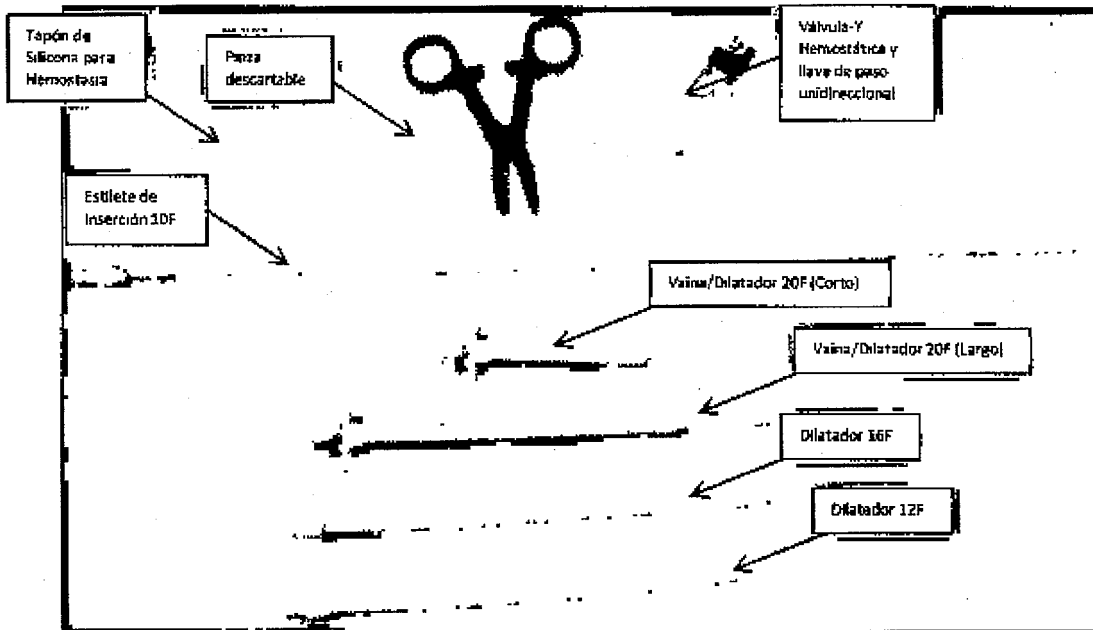 Tapón de
Silicona para
Hemostasia
Pinza
descartable
Válvula-Y
Hemostática y
llave de paso
unidireccional
Estilete de
Inserción 10F
Vaina/Dilatador 20F (Corto)
Vaina/Dilatador 20F (Largo)
Dilatador 16F
Dilatador 12F